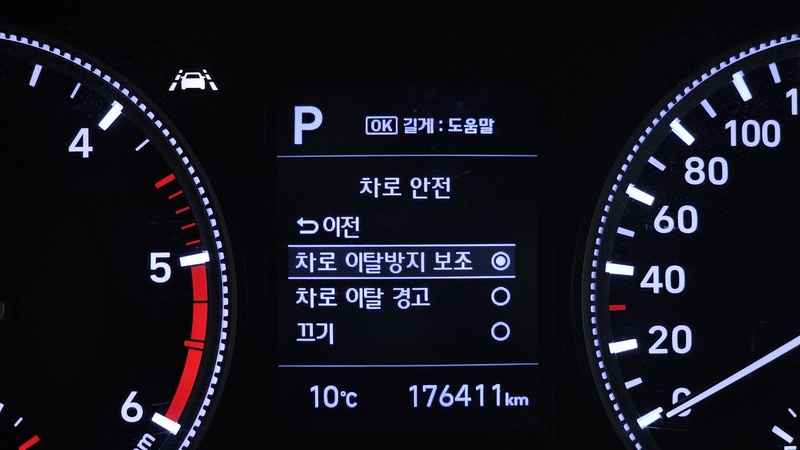 P
OK 길게 : 도움말
차로 안전
이전
차로 이탈방지 보조
차로 이탈 경고
끄기
10℃ 176411km
4
5
6
100
80
60
40
20
0